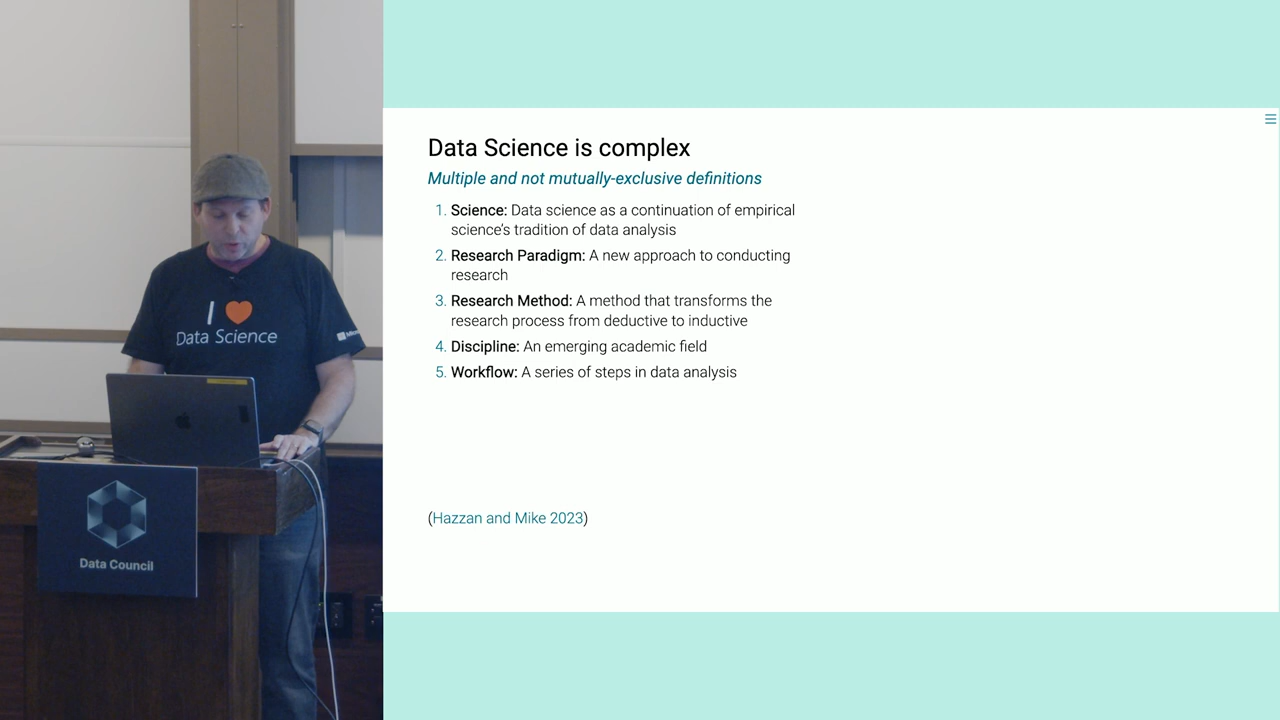 I
Data Science
Data Council
Data Science is complex
Multiple and not mutually-exclusive definitions
1. Science: Data science as a continuation of empirical
science's tradition of data analysis
2. Research Paradigm: A new approach to conducting
research
3. Research Method: A method that transforms the
research process from deductive to inductive
4. Discipline: An emerging academic field
5. Workflow: A series of steps in data analysis
(Hazzan and Mike 2023)